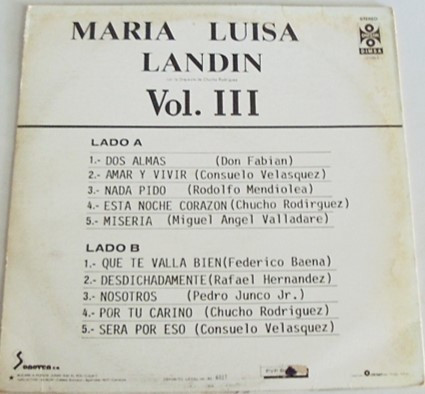 MARIA LUISA
LANDIN
Vol. III
STEREO
DIMSA
LADO A
1.- DOS ALMAS (Don Fabian)
2.- AMAR Y VIVIR (Consuelo Velasquez)
3.- NADA PIDO (Rodolfo Mendiolea)
4.- ESTA NOCHE CORAZON (Chucho Rodirguez)
5.- MISERIA (Miguel Angel Valladare)
LADO B
1.- QUE TE VALLA BIEN(Federico Baena)
2.- DESDICHADAMENTE(Rafael Hernandez)
3.- NOSOTROS (Pedro Junco Jr.)
4.- POR TU CARINO (Chucho Rodriguez)
5.- SERA POR ESO (Consuelo Velasquez)